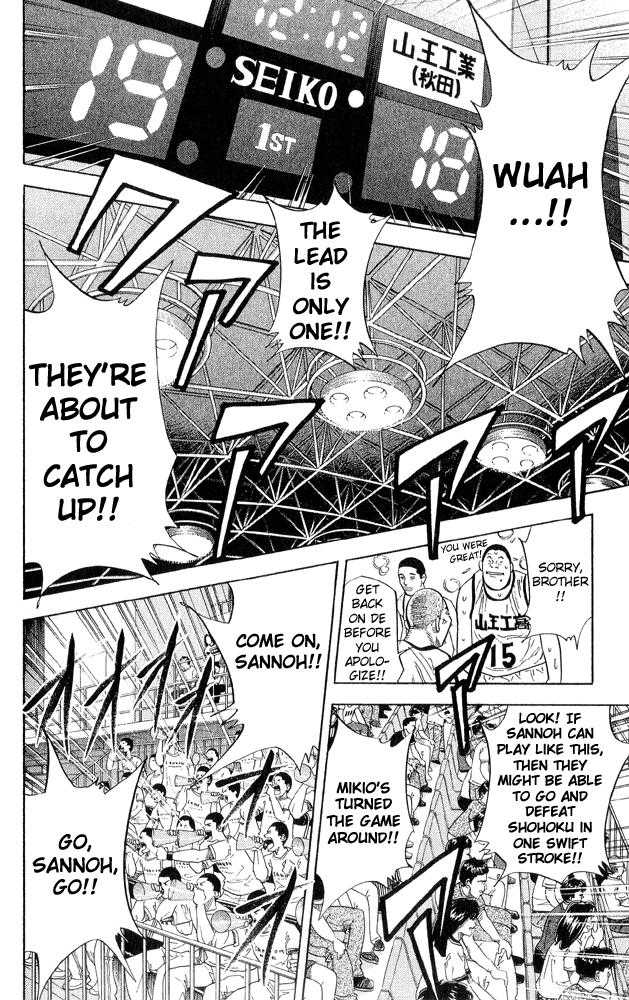 12:12
山王工業
(秋田)
19
SEIKO
1ST
18
WUAH
...!!
THE
LEAD
IS
ONLY
ONE!!
THEY'RE
ABOUT
TO
CATCH
UP!!
SORRY,
BROTHER
!!
YOU WERE
GREAT!
GET
BACK
ON DE
BEFORE
YOU
APOLO-
GIZE!!
山王工高
15
LOOK! IF
SANNOH CAN
PLAY LIKE THIS,
THEN THEY
MIGHT BE ABLE
TO GO AND
DEFEAT
SHOHOKU IN
ONE SWIFT
STROKE!!
MIKIO'S
TURNED
THE GAME
AROUND!!
COME ON,
SANNOH!!
GO,
SANNOH,
GO!!